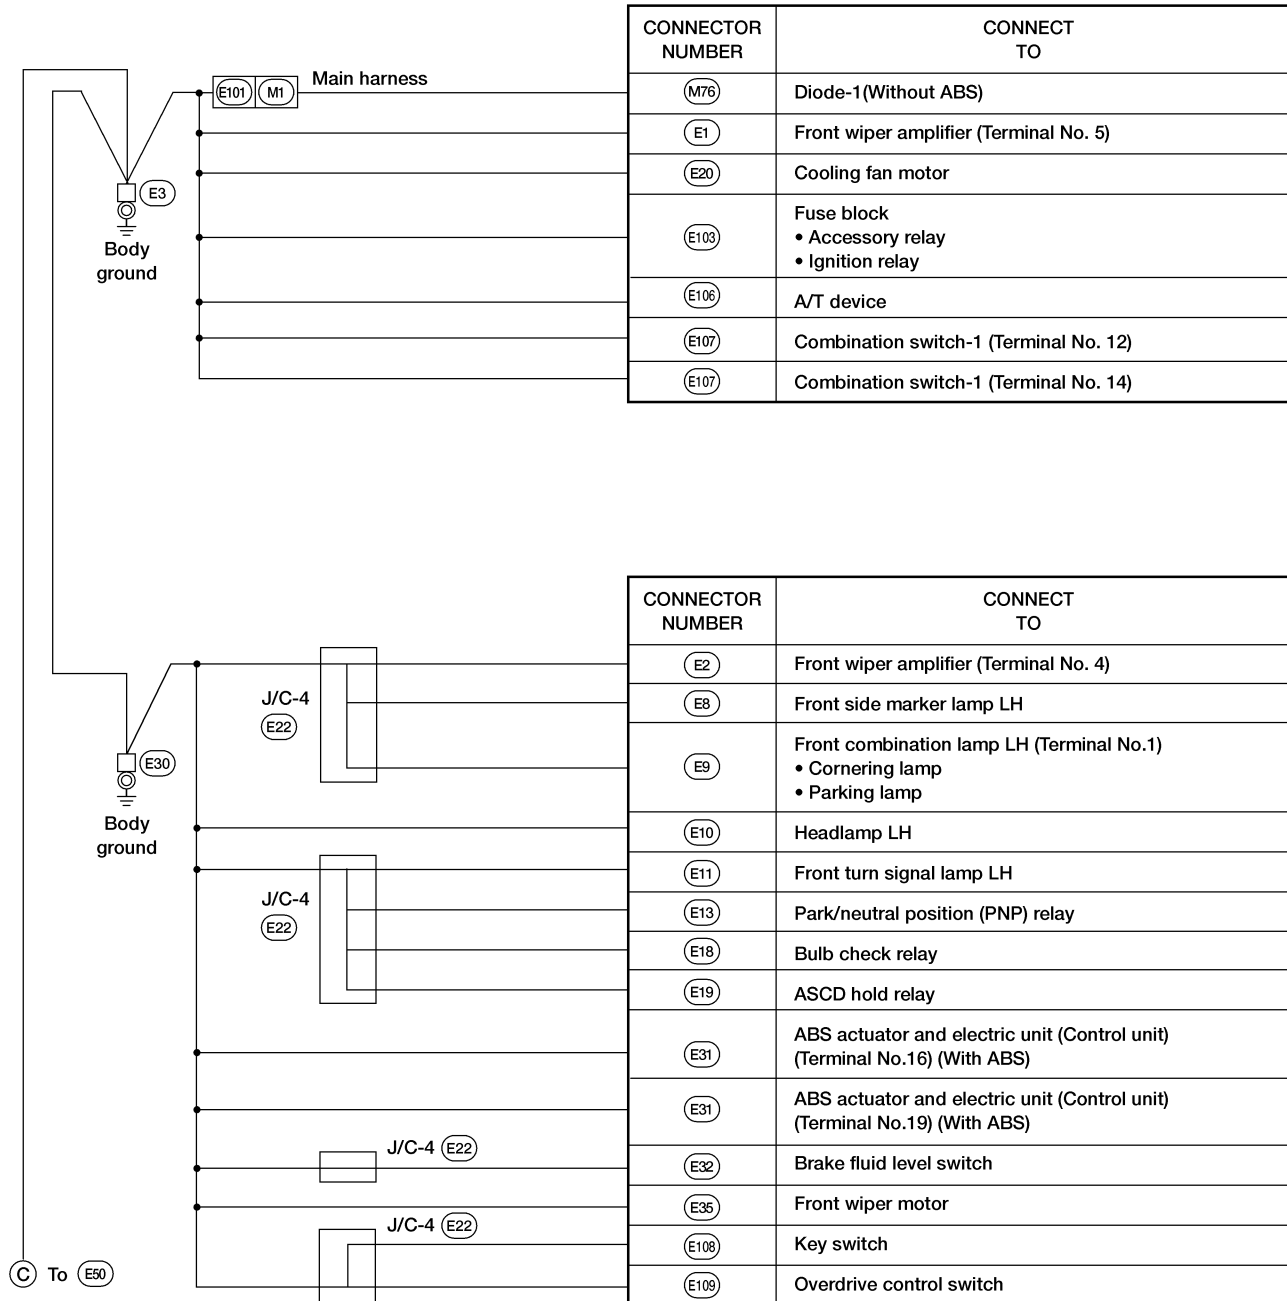 CONNECTOR NUMBER CONNECT TO
Main harness
E101 M1 M76 Diode-1(Without ABS)
E1 Front wiper amplifier (Terminal No. 5)
E20 Cooling fan motor
E3
Body ground
E103 Fuse block
• Accessory relay
• Ignition relay
E106 A/T device
E107 Combination switch-1 (Terminal No. 12)
E107 Combination switch-1 (Terminal No. 14)
CONNECTOR NUMBER CONNECT TO
E2 Front wiper amplifier (Terminal No. 4)
J/C-4
E22
E8 Front side marker lamp LH
E9 Front combination lamp LH (Terminal No.1)
• Cornering lamp
• Parking lamp
E30
Body ground
E10 Headlamp LH
E11 Front turn signal lamp LH
J/C-4
E22
E13 Park/neutral position (PNP) relay
E18 Bulb check relay
E19 ASCD hold relay
E31 ABS actuator and electric unit (Control unit)
(Terminal No.16) (With ABS)
E31 ABS actuator and electric unit (Control unit)
(Terminal No.19) (With ABS)
J/C-4 E22
E32 Brake fluid level switch
E35 Front wiper motor
J/C-4 E22
E108 Key switch
C To E50
E109 Overdrive control switch